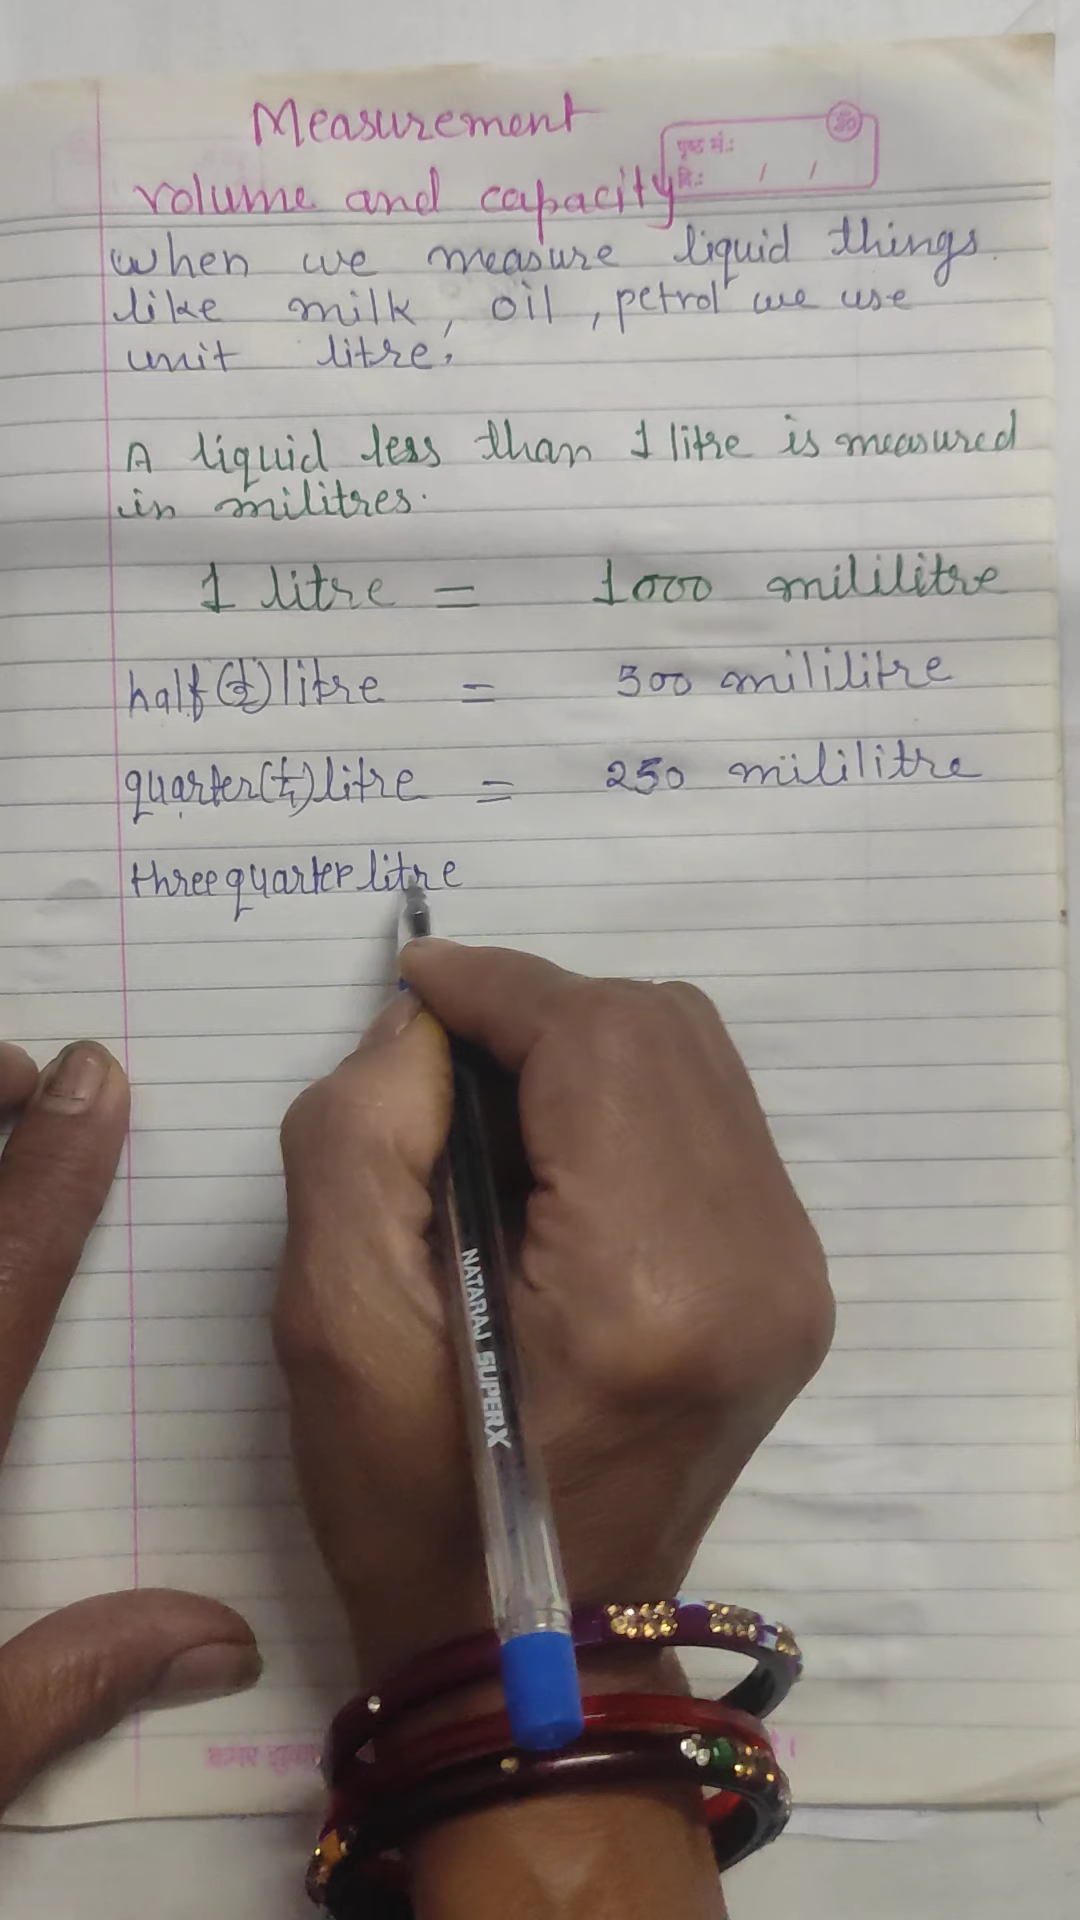 Measurement
volume and capacity
पृष्ठ सं.:
दि.: / /
when we measure liquid things
like milk, oil, petrol we use
unit litre.
A liquid less than 1 litre is measured
in militres.
1 litre = 1000 mililitre
half (1/2) litre = 500 mililitre
quarter (1/4) litre = 250 mililitre
three quarter litre
NATARAJ SUPERX